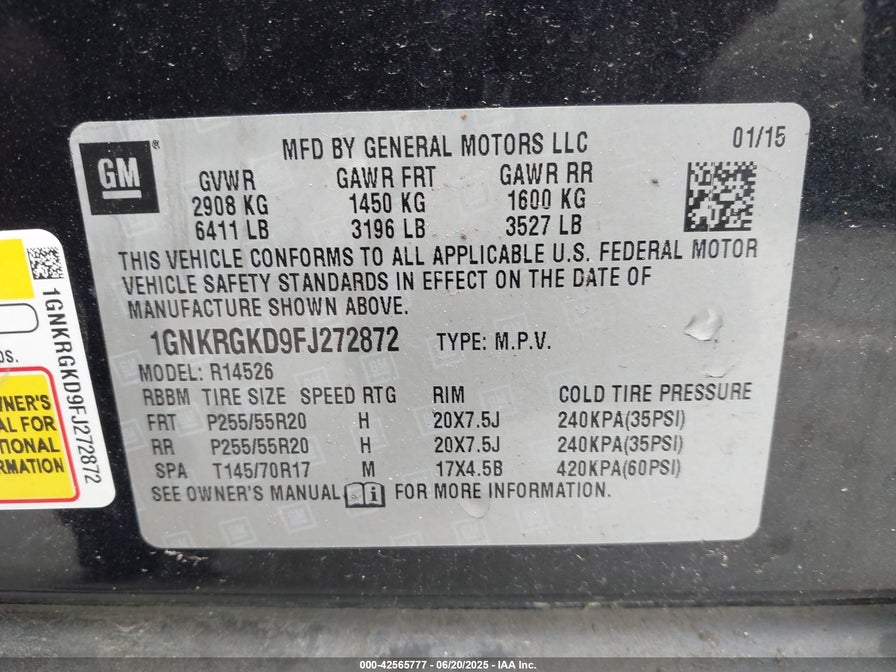 GM
®
MFD BY GENERAL MOTORS LLC
01/15
GVWR GAWR FRT GAWR RR
2908 KG 1450 KG 1600 KG
6411 LB 3196 LB 3527 LB
THIS VEHICLE CONFORMS TO ALL APPLICABLE U.S. FEDERAL MOTOR
VEHICLE SAFETY STANDARDS IN EFFECT ON THE DATE OF
MANUFACTURE SHOWN ABOVE.
1GNKRGKD9FJ272872 TYPE: M.P.V.
MODEL: R14526
RBBM TIRE SIZE SPEED RTG RIM COLD TIRE PRESSURE
FRT P255/55R20 H 20X7.5J 240KPA(35PSI)
RR P255/55R20 H 20X7.5J 240KPA(35PSI)
SPA T145/70R17 M 17X4.5B 420KPA(60PSI)
SEE OWNER'S MANUAL i FOR MORE INFORMATION.
1GNKRGKD9FJ272872
000-42565777 - 06/20/2025 - IAA Inc.